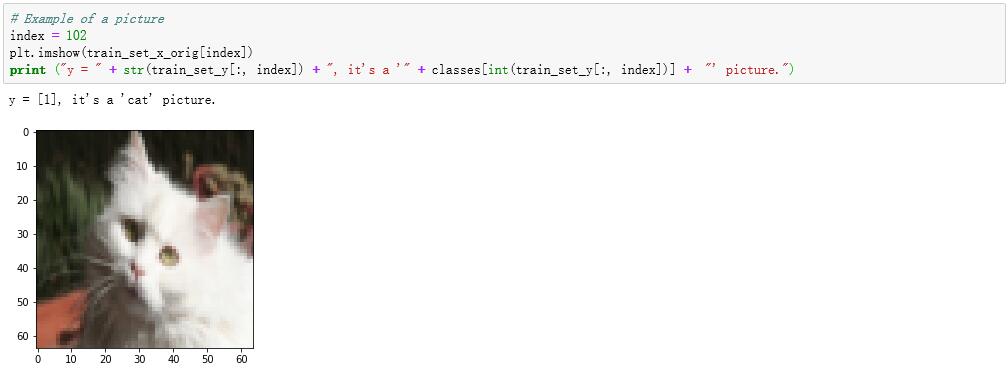 # Example of a picture
index = 102
plt.imshow(train_set_x_orig[index])
print ("y = " + str(train_set_y[:, index]) + ", it's a '" + classes[int(train_set_y[:, index])] +  "' picture.")
y = [1], it's a 'cat' picture.
0
10
20
30
40
50
60
0 10 20 30 40 50 60